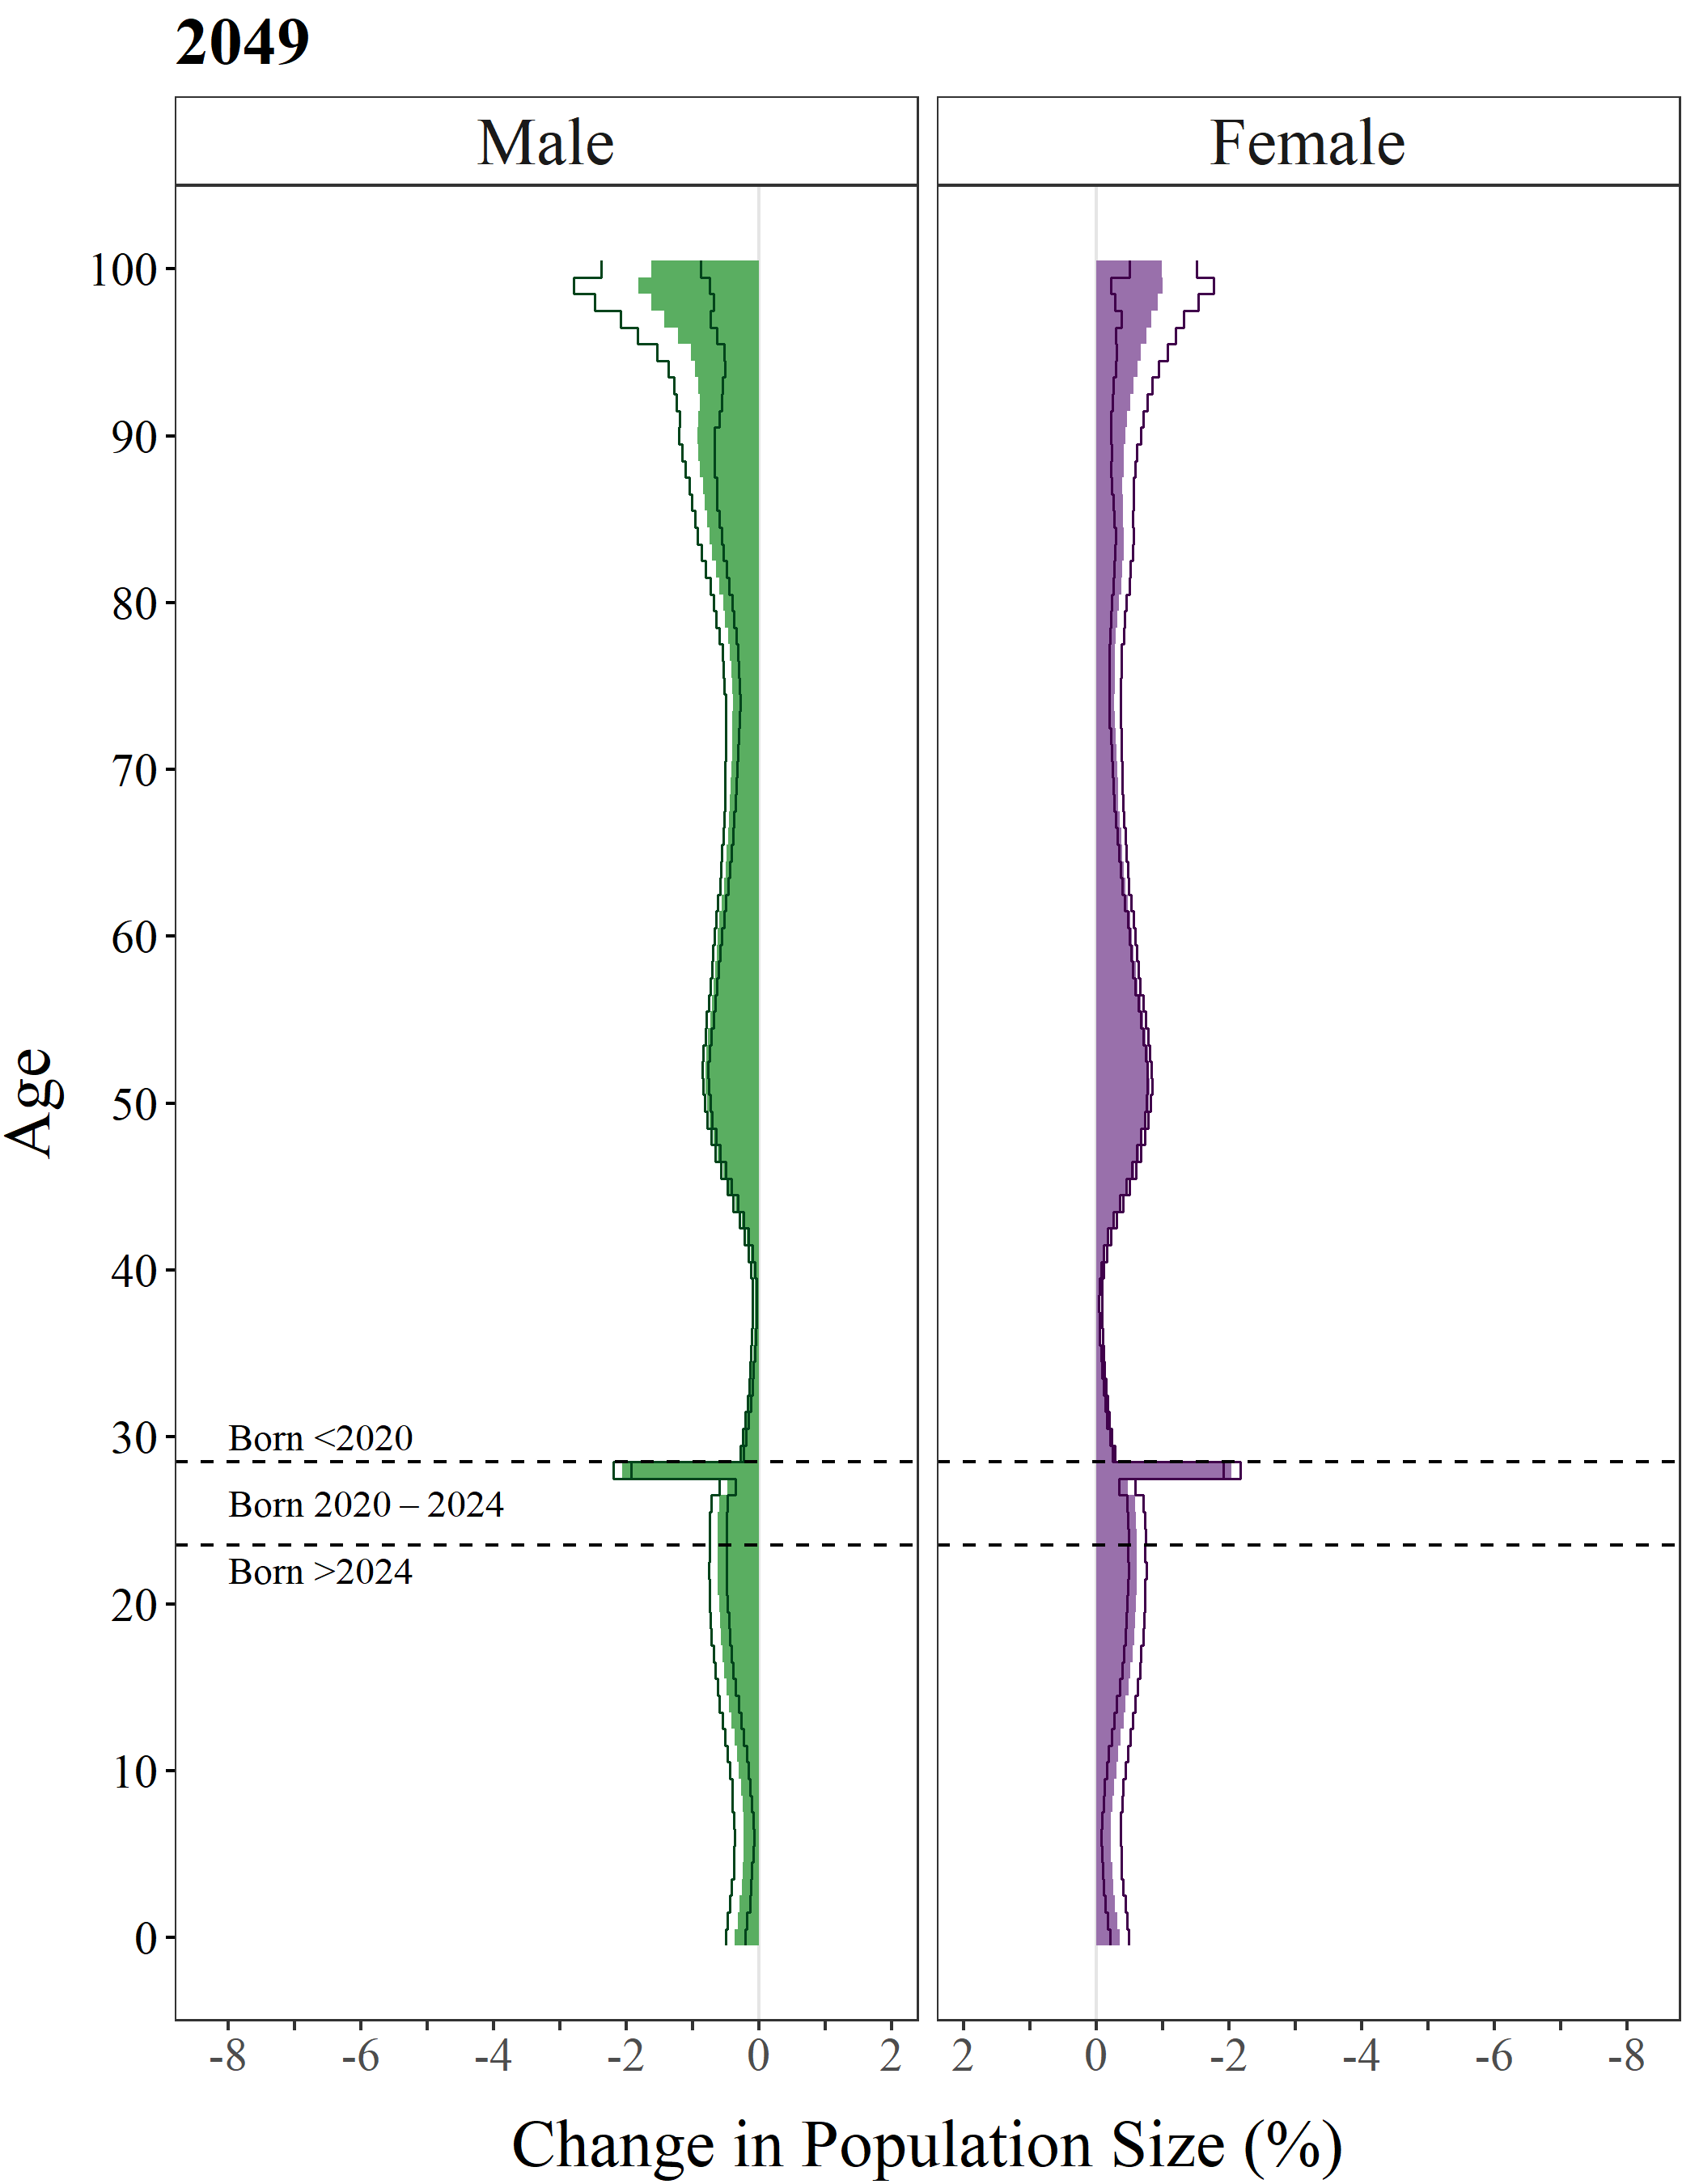 2049
Male
Female
100
90
80
70
60
50
40
30
20
10
0
Age
Born <2020
Born 2020 – 2024
Born >2024
-8 -6 -4 -2 0 2
2 0 -2 -4 -6 -8
Change in Population Size (%)